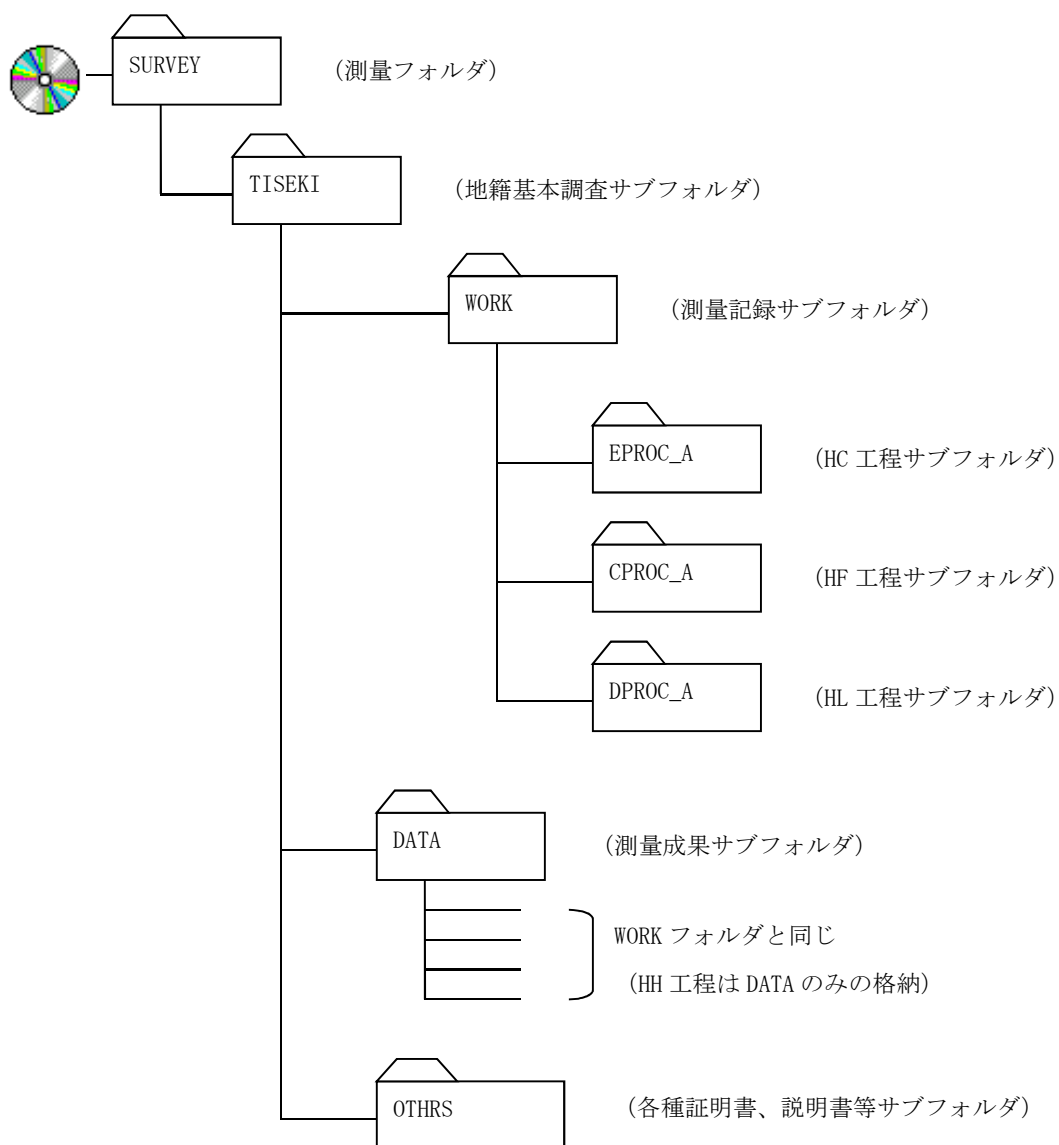 SURVEY (測量フォルダ)
TISEKI (地籍基本調査サブフォルダ)
WORK (測量記録サブフォルダ)
EPROC_A (HC 工程サブフォルダ)
CPROC_A (HF 工程サブフォルダ)
DPROC_A (HL 工程サブフォルダ)
DATA (測量成果サブフォルダ)
WORK フォルダと同じ
(HH 工程は DATA のみの格納)
OTHRS (各種証明書、説明書等サブフォルダ)